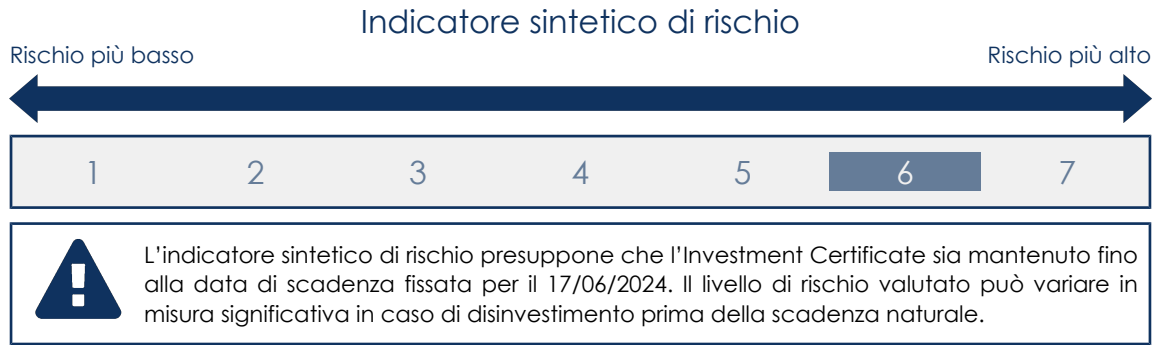 Indicatore sintetico di rischio
Rischio più basso
Rischio più alto
1 2 3 4 5 6 7
L'indicatore sintetico di rischio presuppone che l'Investment Certificate sia mantenuto fino
alla data di scadenza fissata per il 17/06/2024. Il livello di rischio valutato può variare in
misura significativa in caso di disinvestimento prima della scadenza naturale.